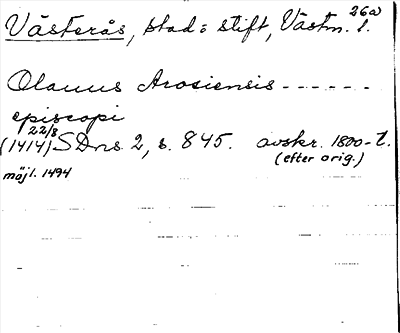 Västerås, stad o stift, Västm. l. 26a)
Olavus Arosiensis - - - - - -
episcopi
(1414) 22/8 SDns 2, s. 845. avskr. 1800-t.
(efter orig.)
möjl. 1494